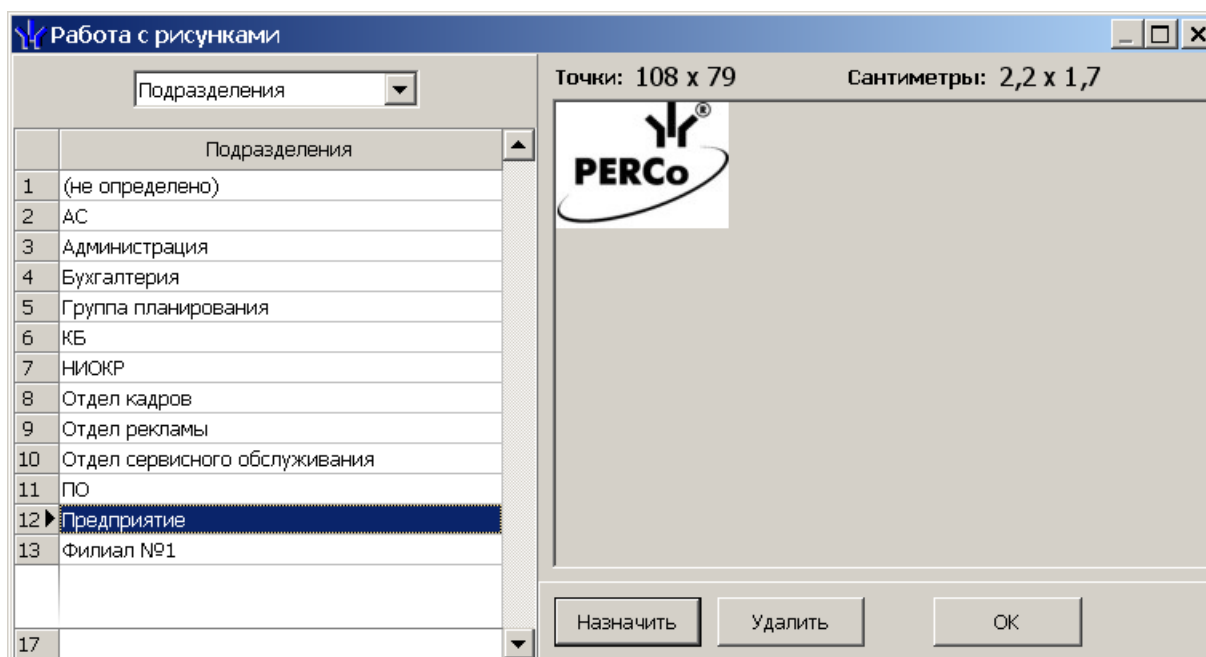 Работа с рисунками
Подразделения
Точки: 108 x 79 Сантиметры: 2,2 x 1,7
Подразделения
1 (не определено)
2 АС
3 Администрация
4 Бухгалтерия
5 Группа планирования
6 КБ
7 НИОКР
8 Отдел кадров
9 Отдел рекламы
10 Отдел сервисного обслуживания
11 ПО
12 Предприятие
13 Филиал №1
17
®
PERCo
Назначить Удалить OK